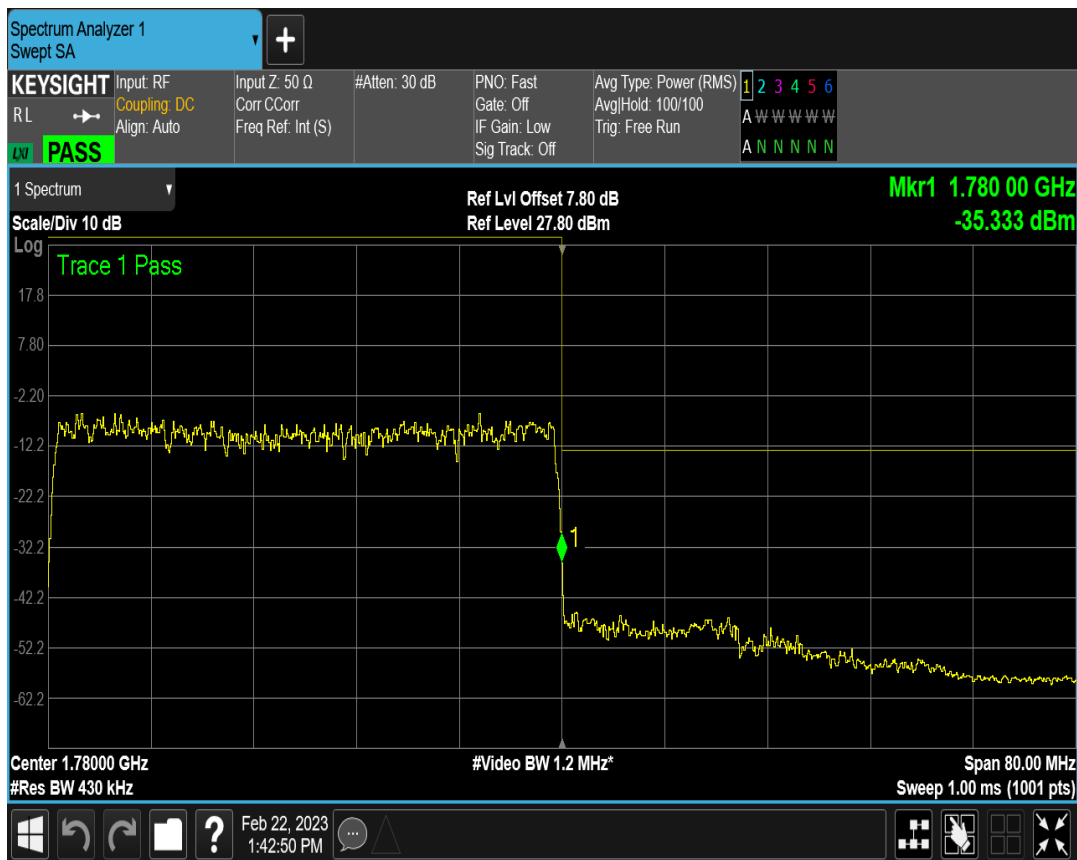 Spectrum Analyzer 1
Swept SA
+
KEYSIGHT Input: RF Input Z: 50 Ω #Atten: 30 dB PNO: Fast Avg Type: Power (RMS) 1 2 3 4 5 6
RL Coupling: DC Corr CCorr Gate: Off Avg|Hold: 100/100 A W W W W W
Align: Auto Freq Ref: Int (S) IF Gain: Low Trig: Free Run
LXI PASS Sig Track: Off A N N N N N
1 Spectrum Ref Lvl Offset 7.80 dB Mkr1 1.780 00 GHz
Scale/Div 10 dB Ref Level 27.80 dBm -35.333 dBm
Log
Trace 1 Pass
17.8
7.80
-2.20
-12.2
-22.2
1
-32.2
-42.2
-52.2
-62.2
Center 1.78000 GHz #Video BW 1.2 MHz* Span 80.00 MHz
#Res BW 430 kHz Sweep 1.00 ms (1001 pts)
? Feb 22, 2023
1:42:50 PM